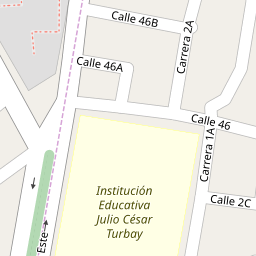 Calle 46B
Carrera 2A
Calle 46A
Calle 46
Carrera 1A
Institución
Educativa
Julio César
Turbay
Calle 2C
Este